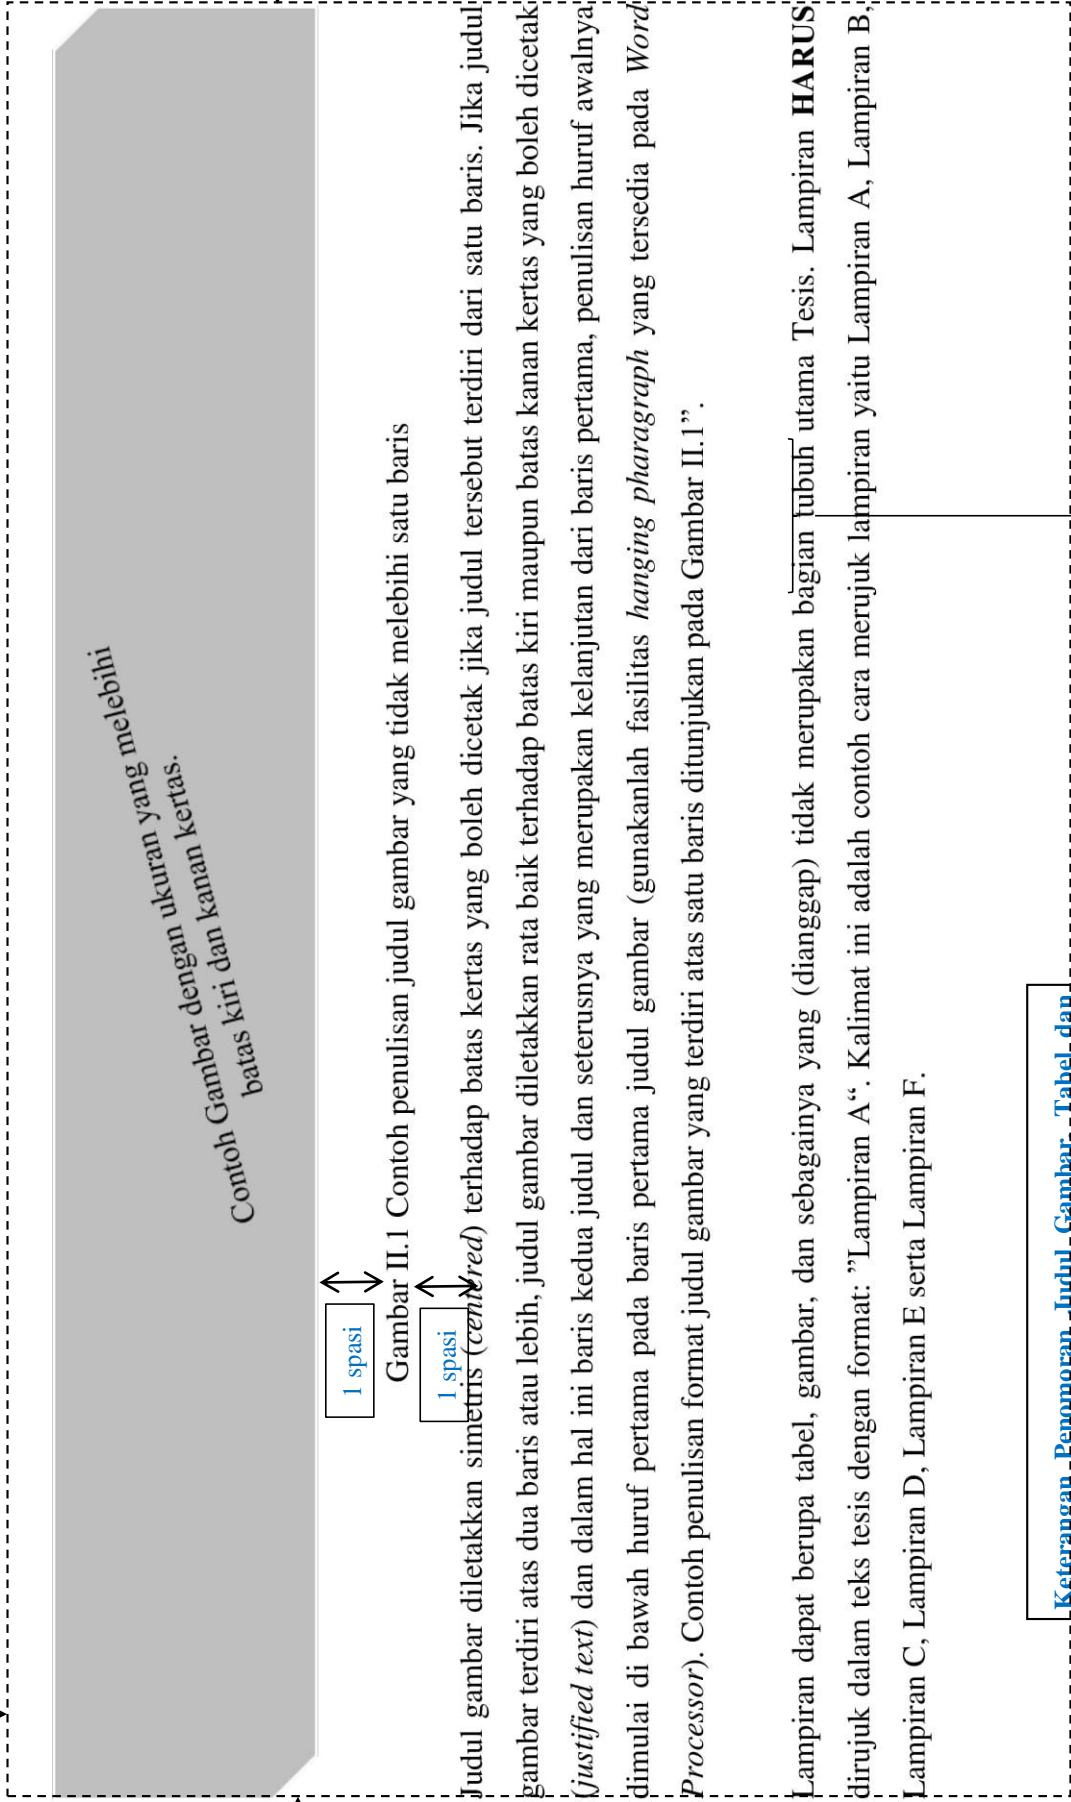 Contoh Gambar dengan ukuran yang melebihi
batas kiri dan kanan kertas.
1 spasi
Gambar II.1 Contoh penulisan judul gambar yang tidak melebihi satu baris
1 spasi
Judul gambar diletakkan simetris (centered) terhadap batas kertas yang boleh dicetak jika judul tersebut terdiri dari satu baris. Jika judul
gambar terdiri atas dua baris atau lebih, judul gambar diletakkan rata baik terhadap batas kiri maupun batas kanan kertas yang boleh dicetak
(justified text) dan dalam hal ini baris kedua judul dan seterusnya yang merupakan kelanjutan dari baris pertama, penulisan huruf awalnya
dimulai di bawah huruf pertama pada baris pertama judul gambar (gunakanlah fasilitas hanging pharagraph yang tersedia pada Word
Processor). Contoh penulisan format judul gambar yang terdiri atas satu baris ditunjukan pada Gambar II.1”.
Lampiran dapat berupa tabel, gambar, dan sebagainya yang (dianggap) tidak merupakan bagian tubuh utama Tesis. Lampiran HARUS
dirujuk dalam teks tesis dengan format: ”Lampiran A“. Kalimat ini adalah contoh cara merujuk lampiran yaitu Lampiran A, Lampiran B,
Lampiran C, Lampiran D, Lampiran E serta Lampiran F.
Keterangan Penomoran Judul Gambar, Tabel dan